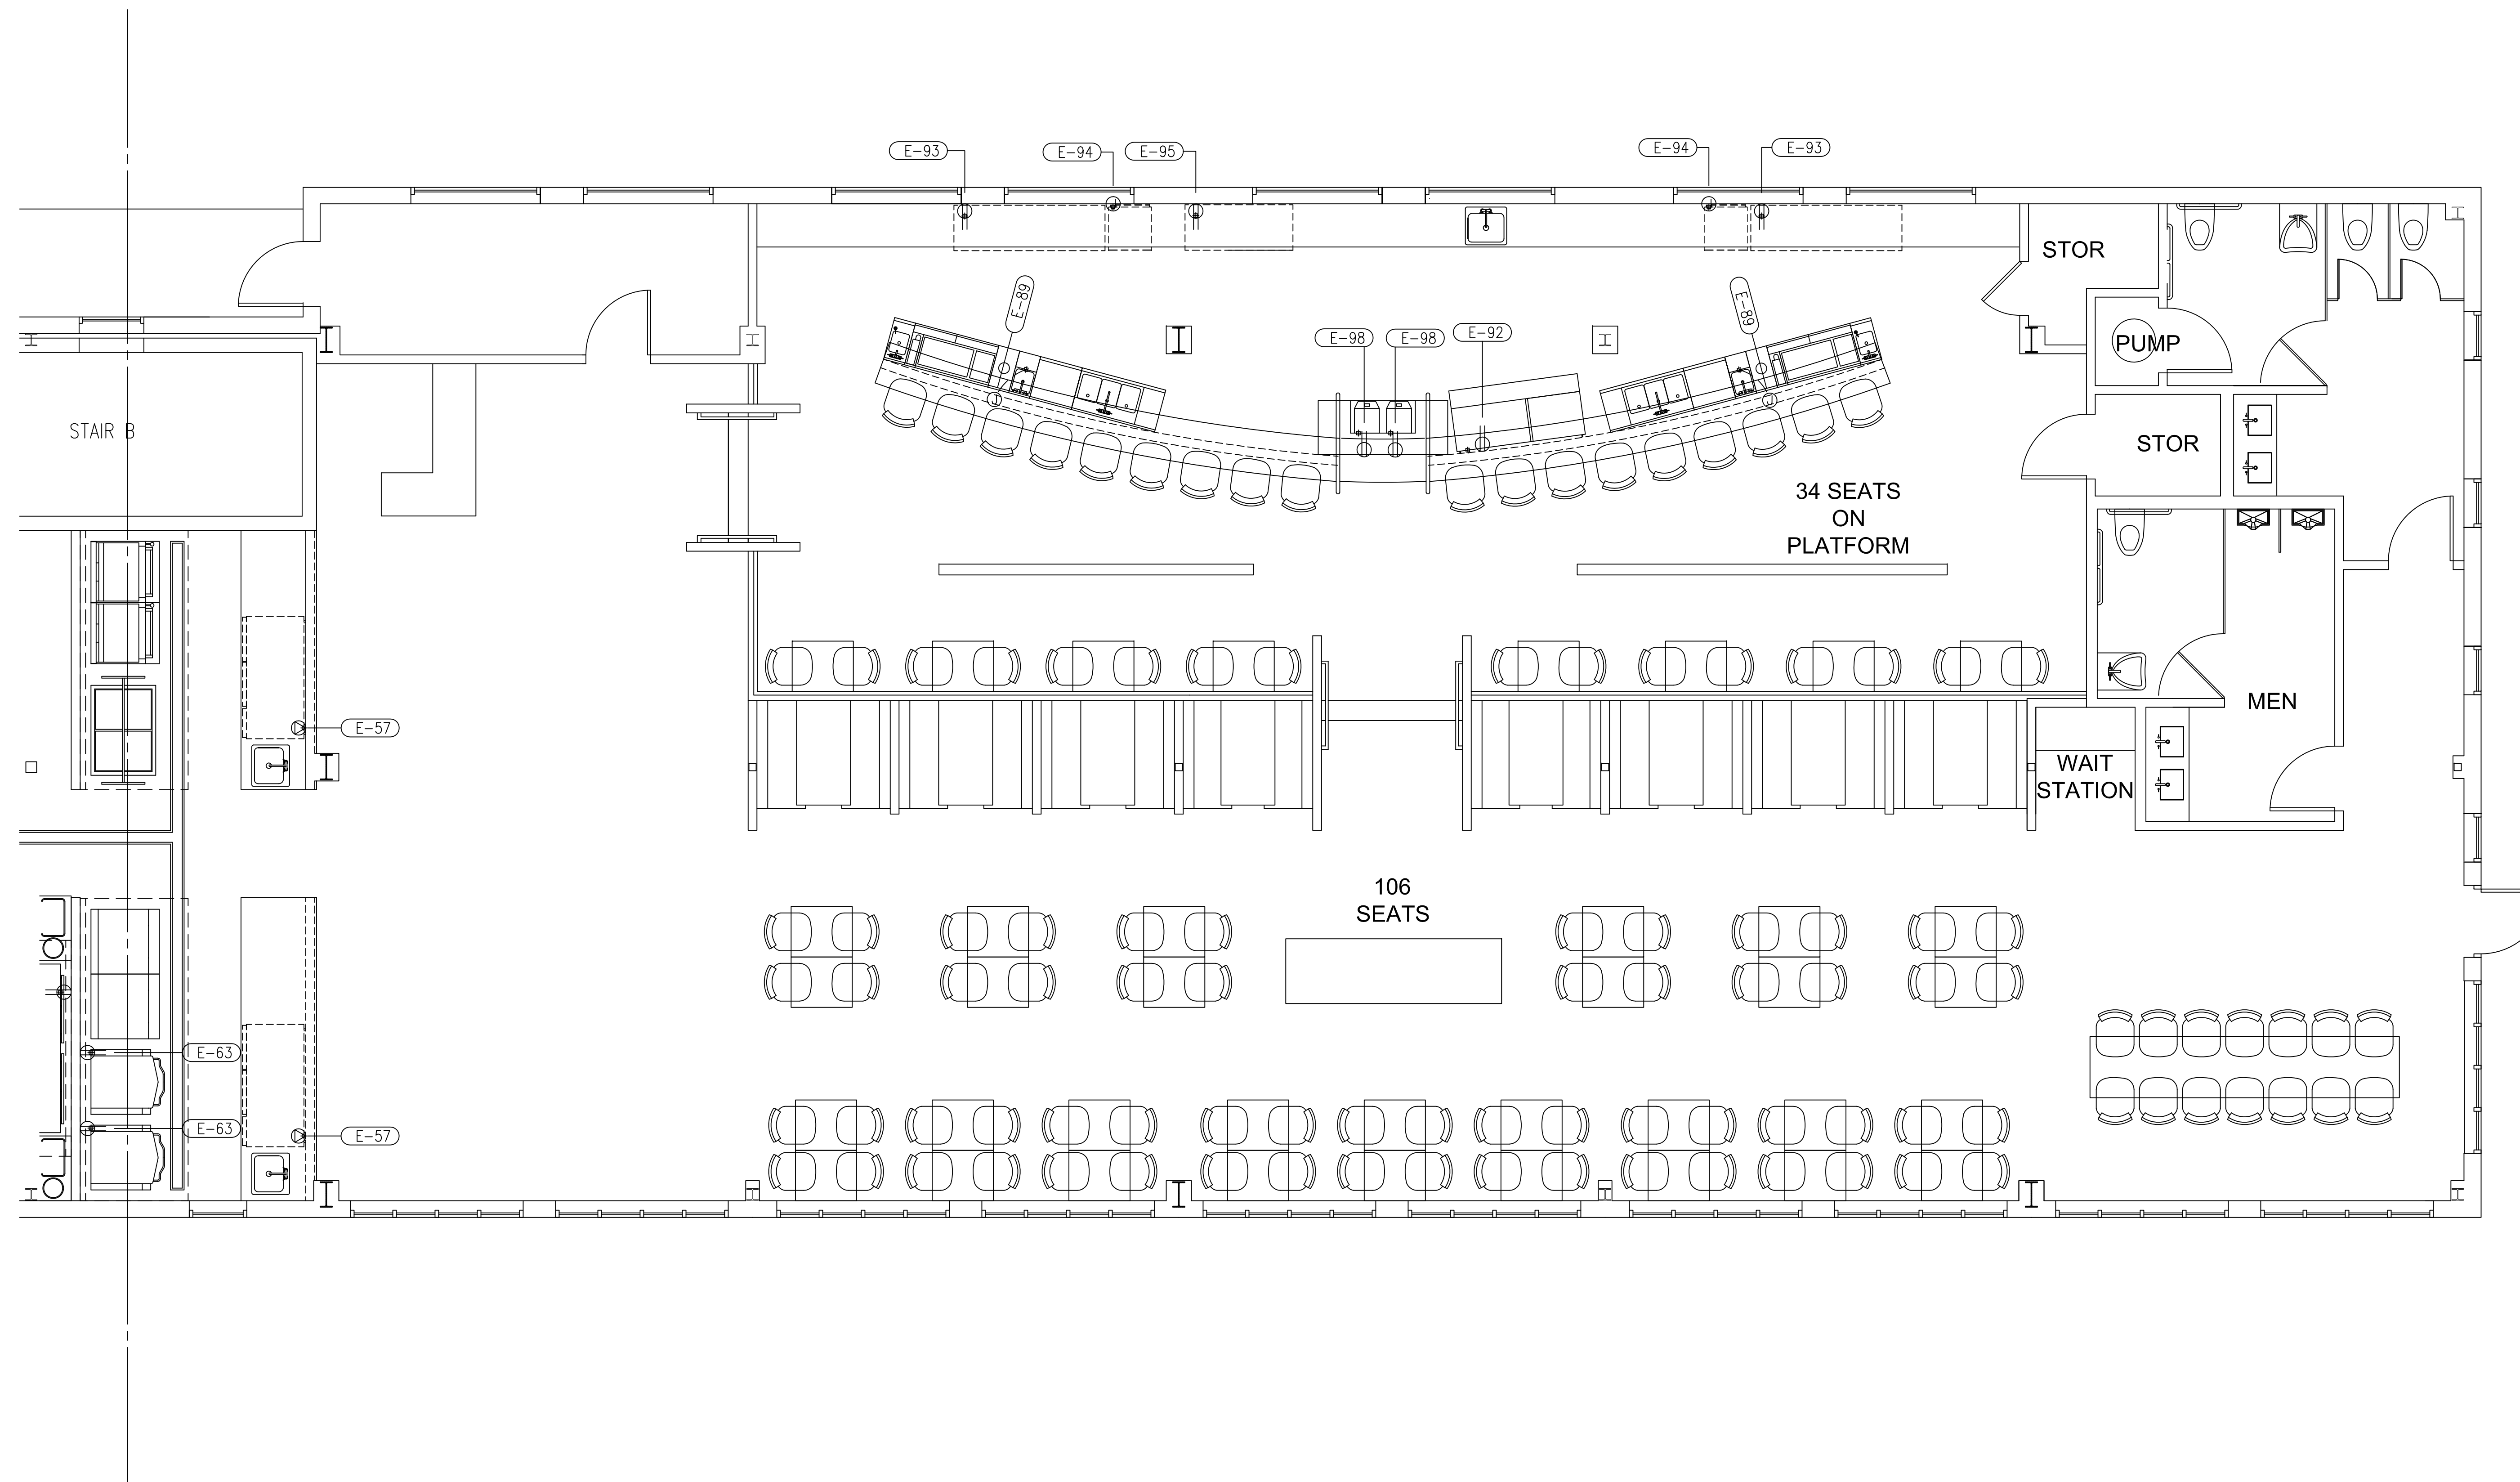 E-93
E-94
E-95
E-94
E-93
STOR
E-89
E-89
E-98
E-98
E-92
PUMP
STAIR B
STOR
34 SEATS
ON
PLATFORM
J
J
MEN
E-57
WAIT
STATION
106
SEATS
E-63
E-63
E-57